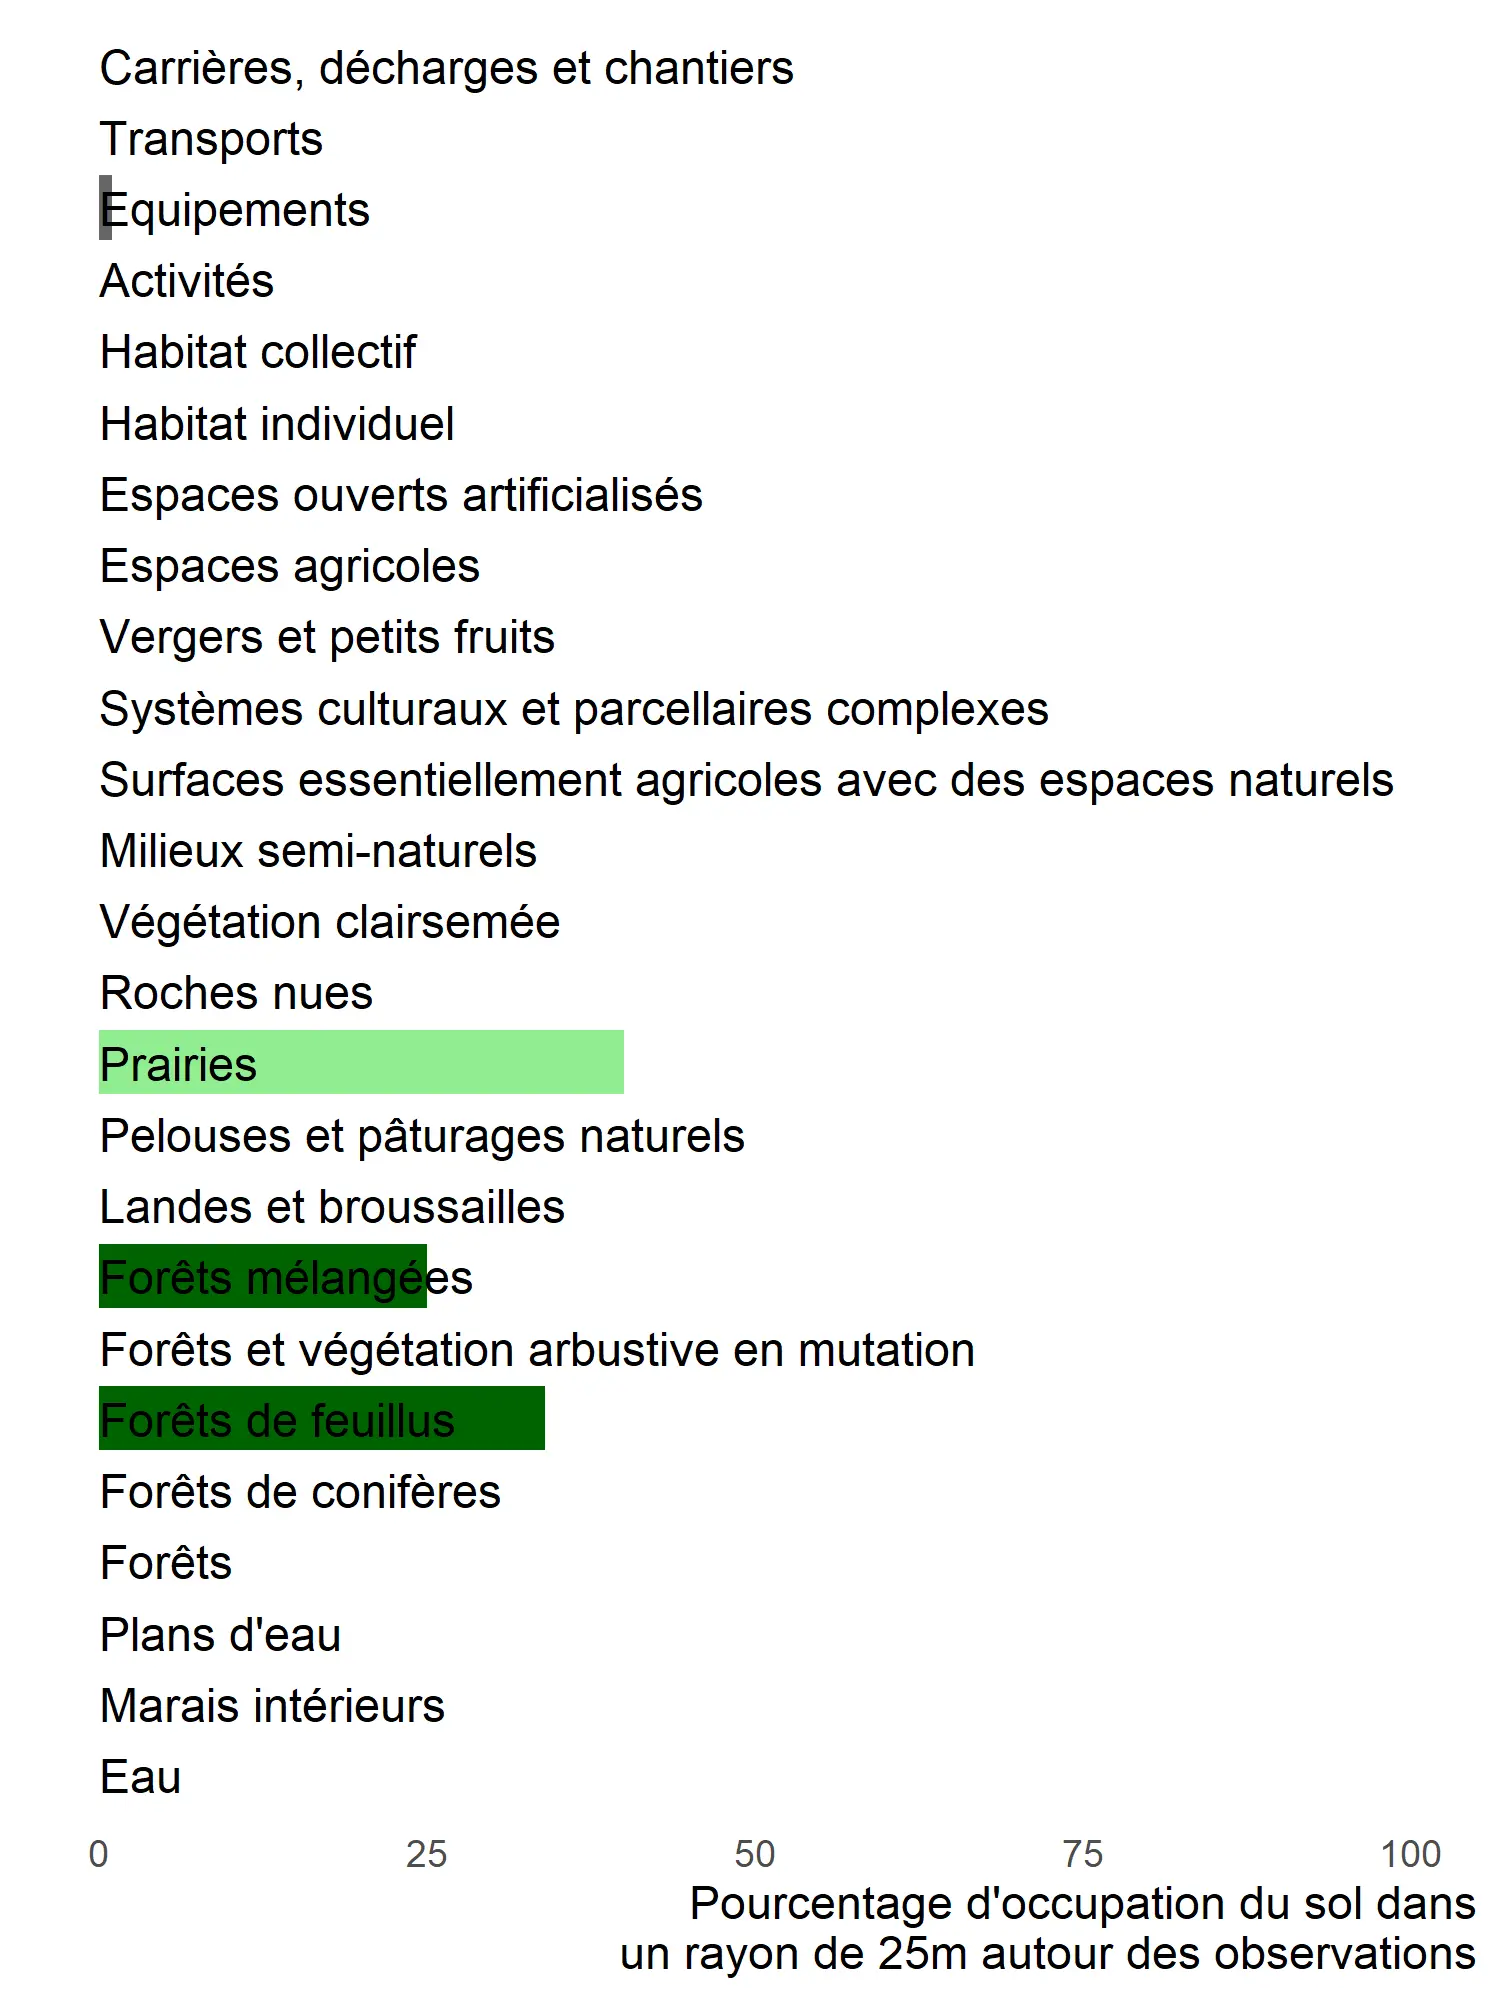 Carrières, décharges et chantiers
Transports
Equipements
Activités
Habitat collectif
Habitat individuel
Espaces ouverts artificialisés
Espaces agricoles
Vergers et petits fruits
Systèmes culturaux et parcellaires complexes
Surfaces essentiellement agricoles avec des espaces naturels
Milieux semi-naturels
Végétation clairsemée
Roches nues
Prairies
Pelouses et pâturages naturels
Landes et broussailles
Forêts mélangées
Forêts et végétation arbustive en mutation
Forêts de feuillus
Forêts de conifères
Forêts
Plans d'eau
Marais intérieurs
Eau
0 25 50 75 100
Pourcentage d'occupation du sol dans
un rayon de 25m autour des observations